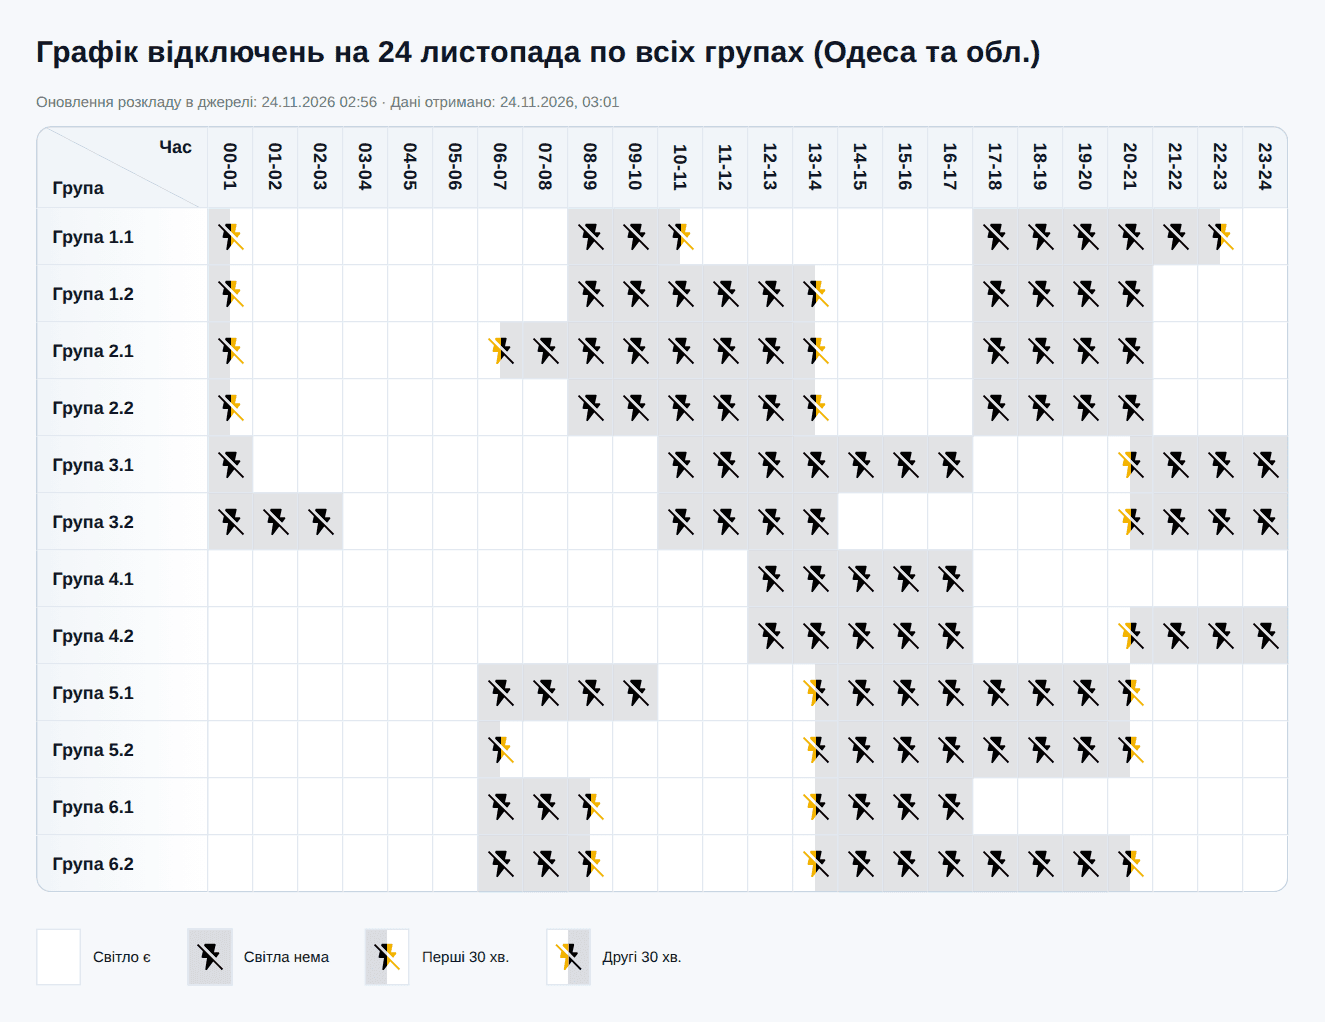 Графік відключень на 24 листопада по всіх групах (Одеса та обл.)
Оновлення розкладу в джерелі: 24.11.2026 02:56 · Дані отримано: 24.11.2026, 03:01
Час
Група
00-01 01-02 02-03 03-04 04-05 05-06 06-07 07-08 08-09 09-10 10-11 11-12 12-13 13-14 14-15 15-16 16-17 17-18 18-19 19-20 20-21 21-22 22-23 23-24
Група 1.1
Група 1.2
Група 2.1
Група 2.2
Група 3.1
Група 3.2
Група 4.1
Група 4.2
Група 5.1
Група 5.2
Група 6.1
Група 6.2
Світло є Світла нема Перші 30 хв. Другі 30 хв.